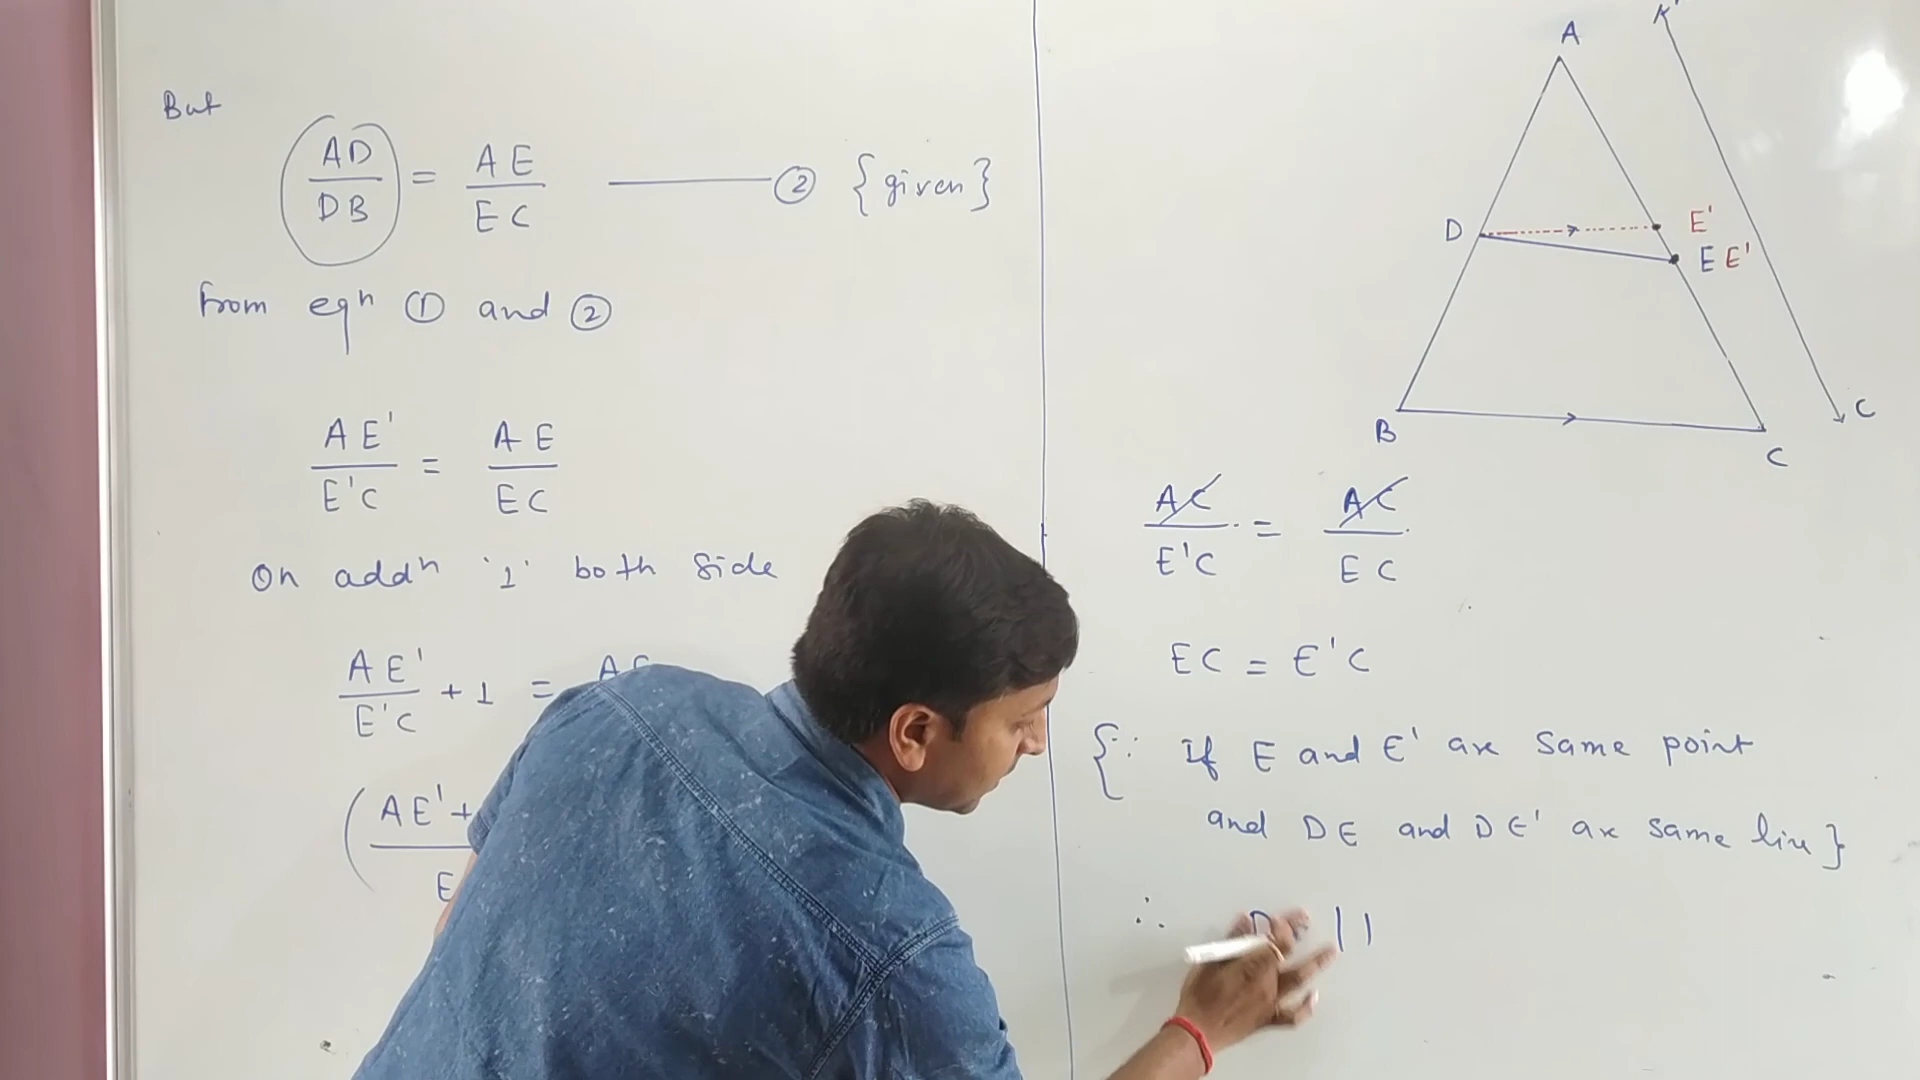 But
AD/DB = AE/EC ——— ② {given}
From eqn ① and ②
AE'/E'C = AE/EC
On addn '1' both side
AE'/E'C + 1 =
(AE'+
E
A
D
E'
E E'
B
C
C
AC/E'C = AC/EC
EC = E'C
{∵ If E and E' are same point
and DE and DE' are same line}
∴ ||